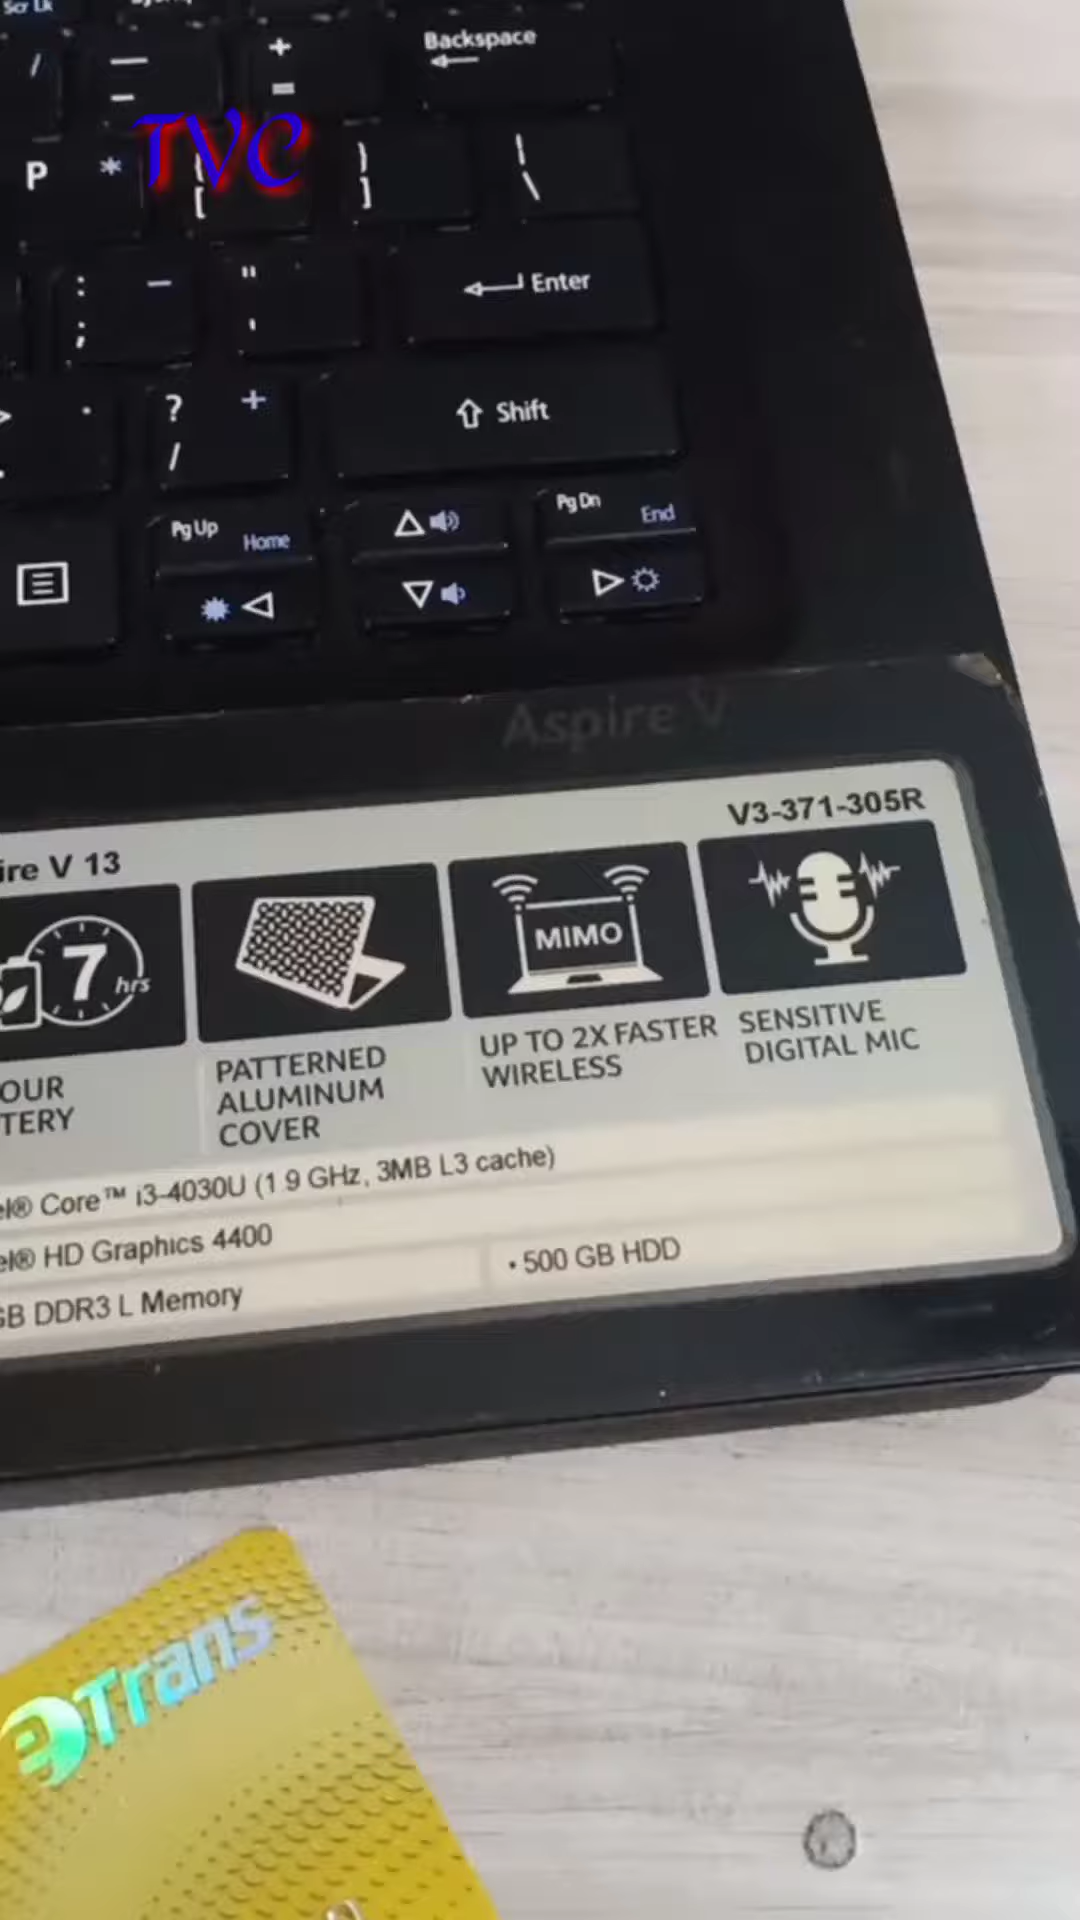 Scr Lk
/ — - + = Backspace
TVC
P * { [ } ] | \
: ; - " ' Enter
> . ? / + Shift
Pg Up Home Pg Dn End
Aspire V
V3-371-305R
ire V 13
7 hrs
MIMO
OUR
TERY
PATTERNED
ALUMINUM
COVER
UP TO 2X FASTER
WIRELESS
SENSITIVE
DIGITAL MIC
el® Core™ i3-4030U (1.9 GHz, 3MB L3 cache)
el® HD Graphics 4400
GB DDR3 L Memory
• 500 GB HDD
eTrans